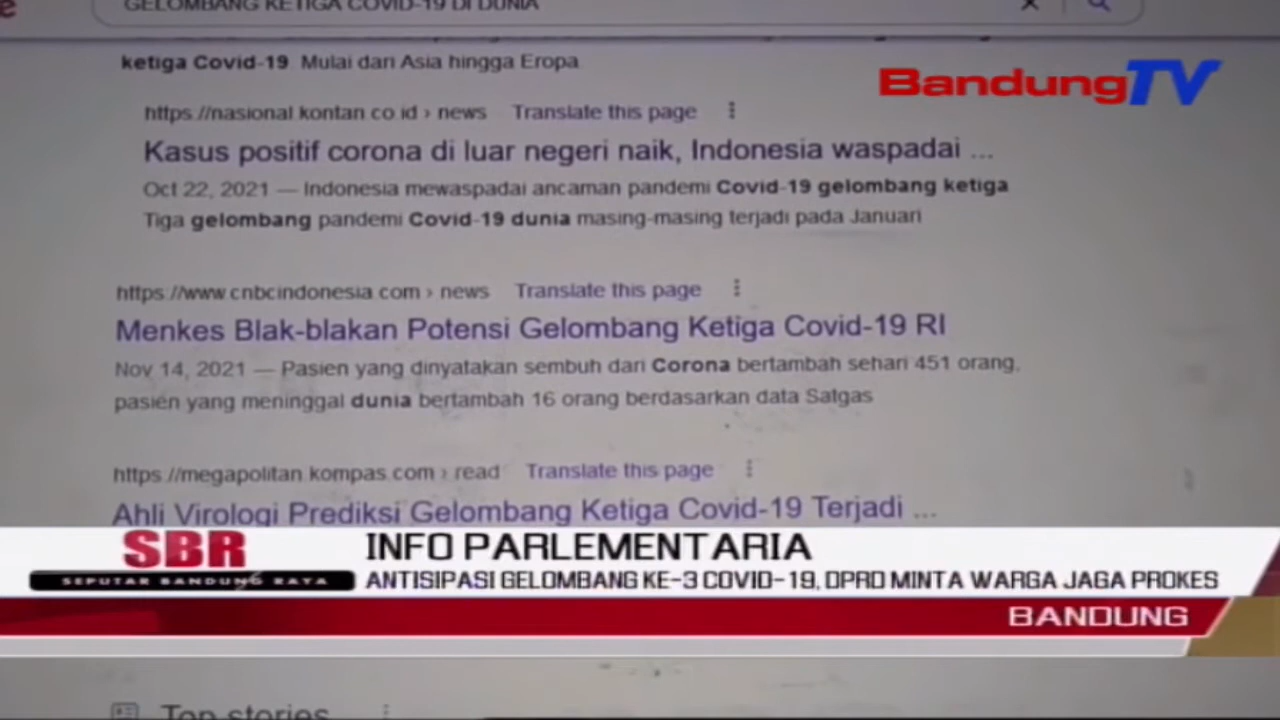 GELOMBANG KETIGA COVID-19 DI DUNIA
ketiga Covid-19 Mulai dari Asia hingga Eropa
BandungTV
https://nasional.kontan.co.id › news Translate this page
Kasus positif corona di luar negeri naik, Indonesia waspadai ...
Oct 22, 2021 — Indonesia mewaspadai ancaman pandemi Covid-19 gelombang ketiga
Tiga gelombang pandemi Covid-19 dunia masing-masing terjadi pada Januari
https://www.cnbcindonesia.com › news Translate this page
Menkes Blak-blakan Potensi Gelombang Ketiga Covid-19 RI
Nov 14, 2021 — Pasien yang dinyatakan sembuh dari Corona bertambah sehari 451 orang,
pasien yang meninggal dunia bertambah 16 orang berdasarkan data Satgas
https://megapolitan.kompas.com › read Translate this page
Ahli Virologi Prediksi Gelombang Ketiga Covid-19 Terjadi ...
SBR
SEPUTAR BANDUNG RAYA
INFO PARLEMENTARIA
ANTISIPASI GELOMBANG KE-3 COVID-19, DPRD MINTA WARGA JAGA PROKES
BANDUNG
Top stories